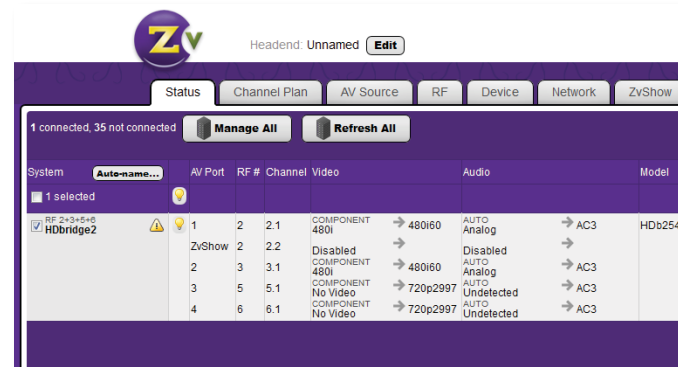 Zv
Headend: Unnamed Edit
Status Channel Plan AV Source RF Device Network ZvShow
1 connected, 35 not connected Manage All Refresh All
System Auto-name... AV Port RF # Channel Video Audio Model
1 selected
RF 2+3+5+6
HDbridge2
1 2 2.1 COMPONENT 480i → 480i60 AUTO Analog → AC3 HDb254
ZvShow 2 2.2 Disabled → Disabled →
2 3 3.1 COMPONENT 480i → 480i60 AUTO Analog → AC3
3 5 5.1 COMPONENT No Video → 720p2997 AUTO Undetected → AC3
4 6 6.1 COMPONENT No Video → 720p2997 AUTO Undetected → AC3